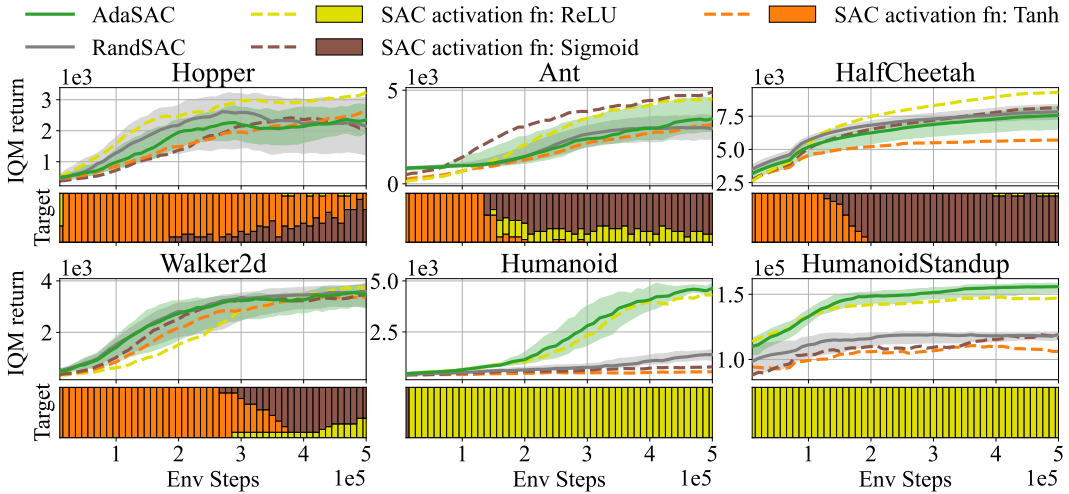 AdaSAC SAC activation fn: ReLU SAC activation fn: Tanh
RandSAC SAC activation fn: Sigmoid
1e3 Hopper Ant 1e3 HalfCheetah
IQM return 3 2 1 5 0 7.5 5.0 2.5
Target
1e3 Walker2d 1e3 Humanoid 1e5 HumanoidStandup
IQM return 4 2 5.0 2.5 1.5 1.0
Target
1 2 3 4 5 1 2 3 4 5 1 2 3 4 5
Env Steps 1e5 Env Steps 1e5 Env Steps 1e5